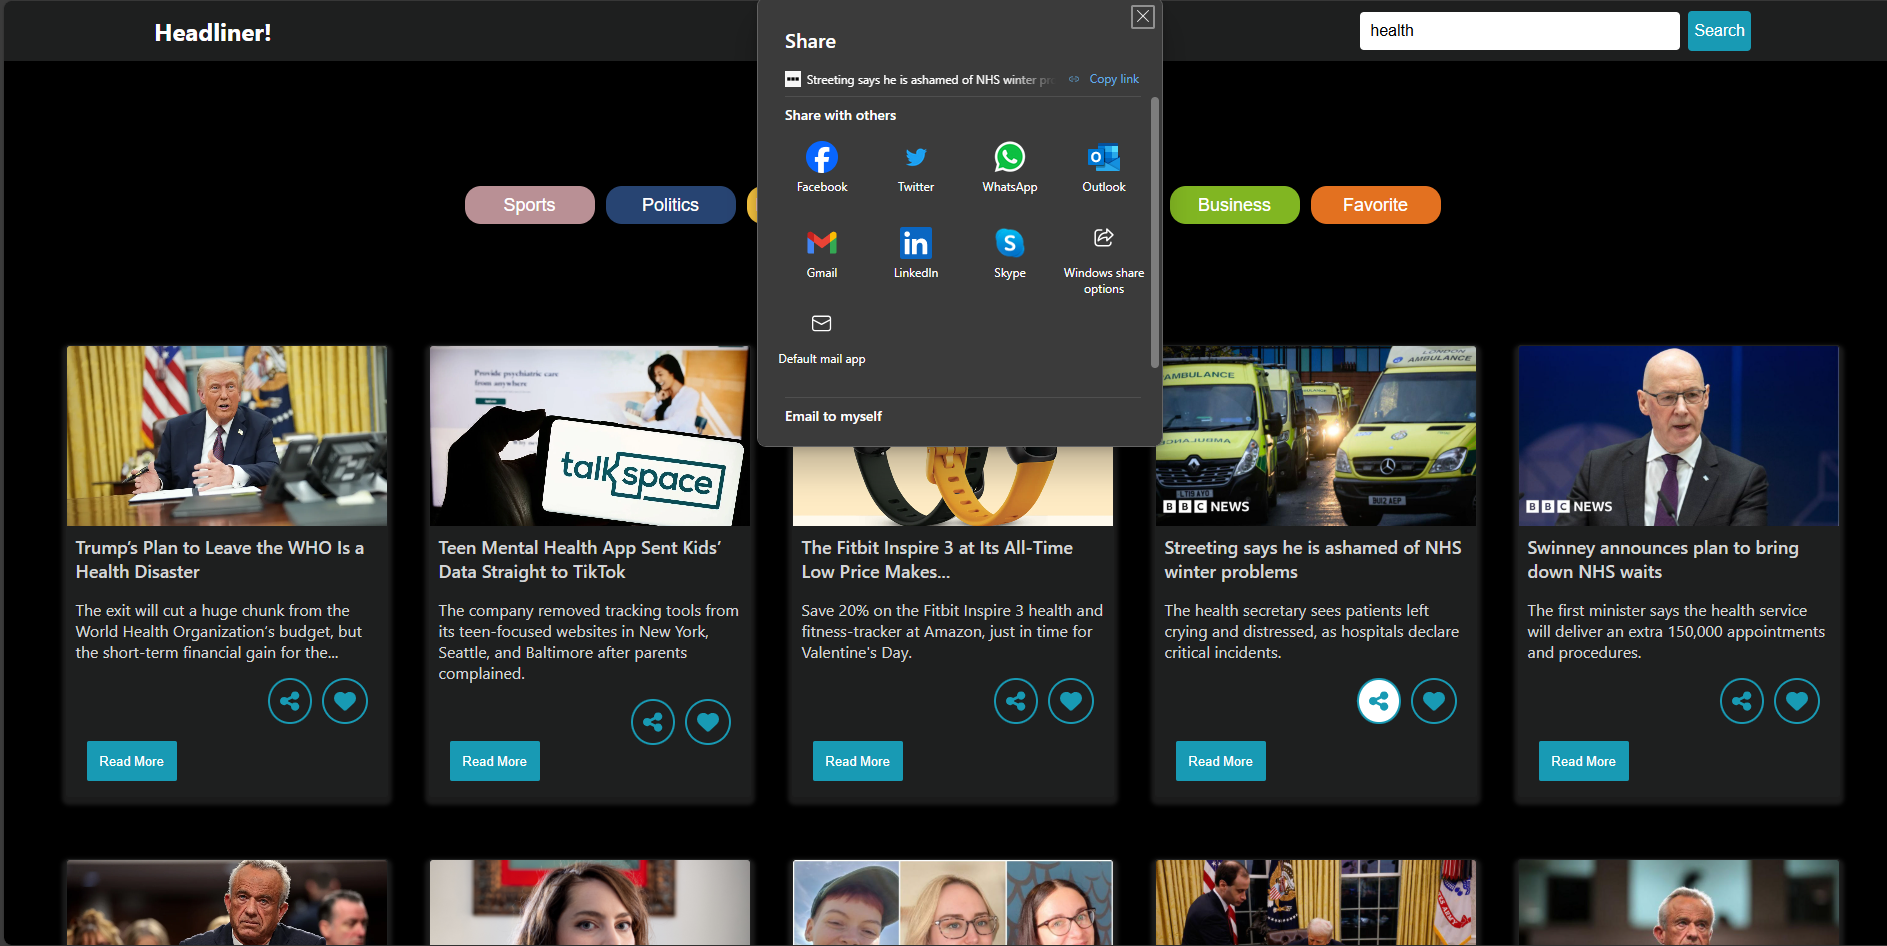 Headliner!
health
Search
Share
Streeting says he is ashamed of NHS winter
Copy link
Share with others
Facebook
Twitter
WhatsApp
Outlook
Gmail
LinkedIn
Skype
Windows share
options
Default mail app
Email to myself
Sports
Politics
Business
Favorite
Provide psychiatric care
from anywhere
talkspace
AMBULANCE
LONDON
AMBULANCE
AMBULANCE
BBC NEWS
BBC NEWS
Trump's Plan to Leave the WHO Is a
Health Disaster
The exit will cut a huge chunk from the
World Health Organization's budget, but
the short-term financial gain for the...
Read More
Teen Mental Health App Sent Kids'
Data Straight to TikTok
The company removed tracking tools from
its teen-focused websites in New York,
Seattle, and Baltimore after parents
complained.
Read More
The Fitbit Inspire 3 at Its All-Time
Low Price Makes...
Save 20% on the Fitbit Inspire 3 health and
fitness-tracker at Amazon, just in time for
Valentine's Day.
Read More
Streeting says he is ashamed of NHS
winter problems
The health secretary sees patients left
crying and distressed, as hospitals declare
critical incidents.
Read More
Swinney announces plan to bring
down NHS waits
The first minister says the health service
will deliver an extra 150,000 appointments
and procedures.
Read More